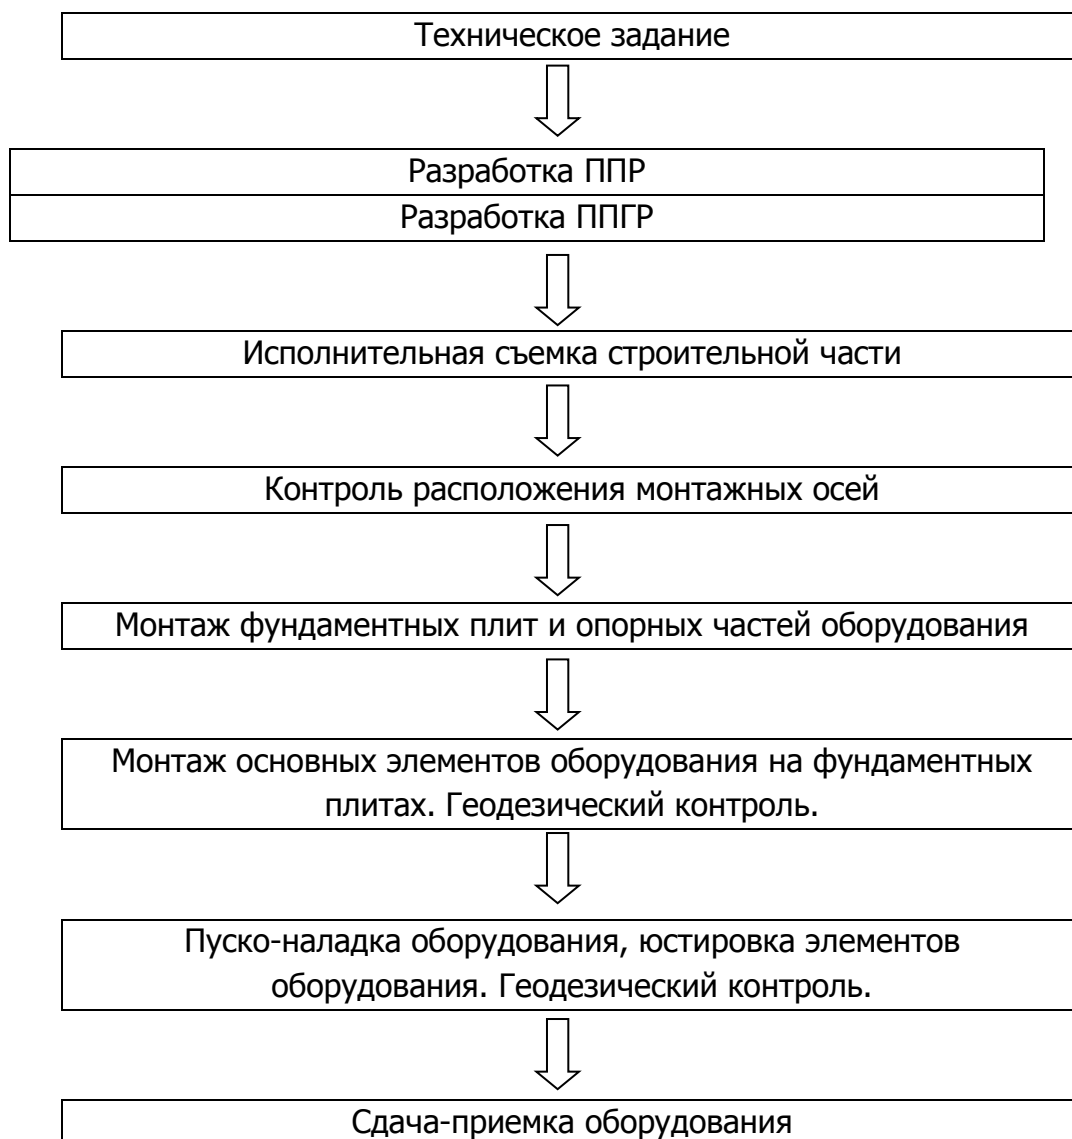 Техническое задание
Разработка ППР
Разработка ППГР
Исполнительная съемка строительной части
Контроль расположения монтажных осей
Монтаж фундаментных плит и опорных частей оборудования
Монтаж основных элементов оборудования на фундаментных
плитах. Геодезический контроль.
Пуско-наладка оборудования, юстировка элементов
оборудования. Геодезический контроль.
Сдача-приемка оборудования